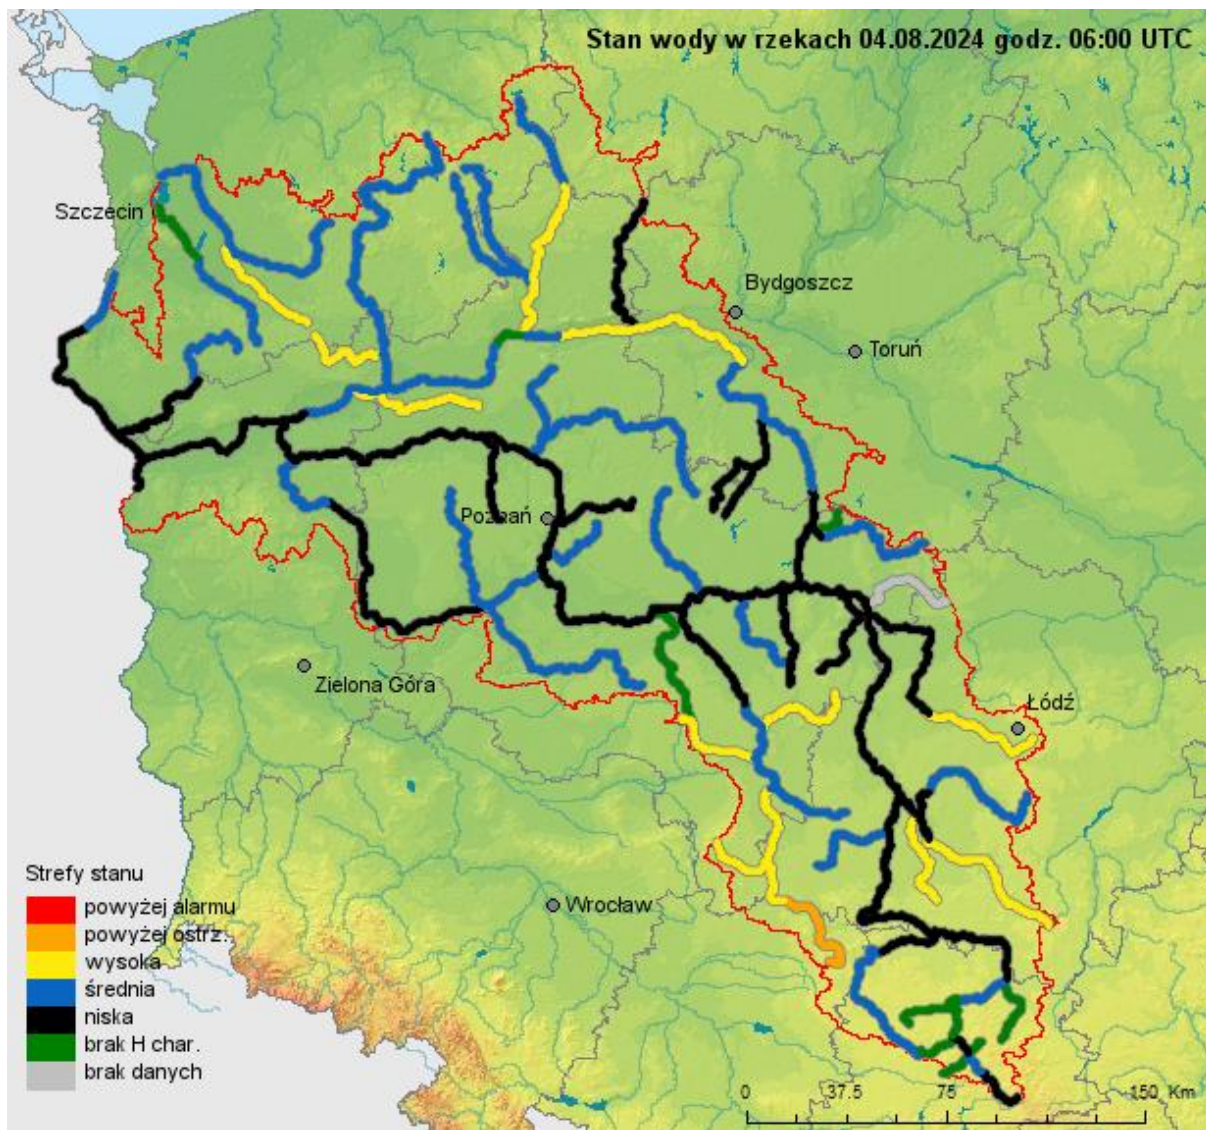 Stan wody w rzekach 04.08.2024 godz. 06:00 UTC
Szczecin
Bydgoszcz
Toruń
Poznań
Zielona Góra
Łódź
Wrocław
Strefy stanu
powyżej alarmu
powyżej ostrz.
wysoka
średnia
niska
brak H char.
brak danych
0 37.5 75 150 Km